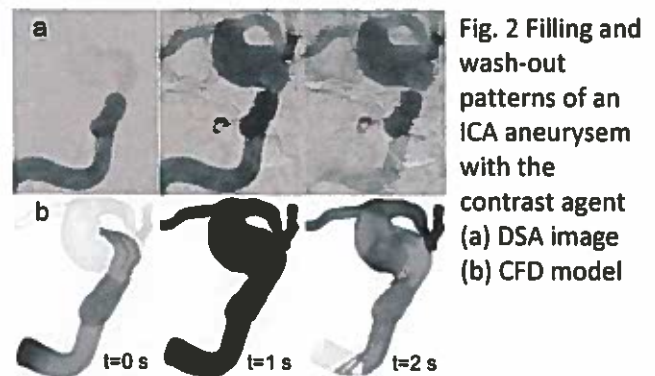 a
b
t=0 s
t=1 s
t=2 s
Fig. 2 Filling and
wash-out
patterns of an
ICA aneurysem
with the
contrast agent
(a) DSA image
(b) CFD model